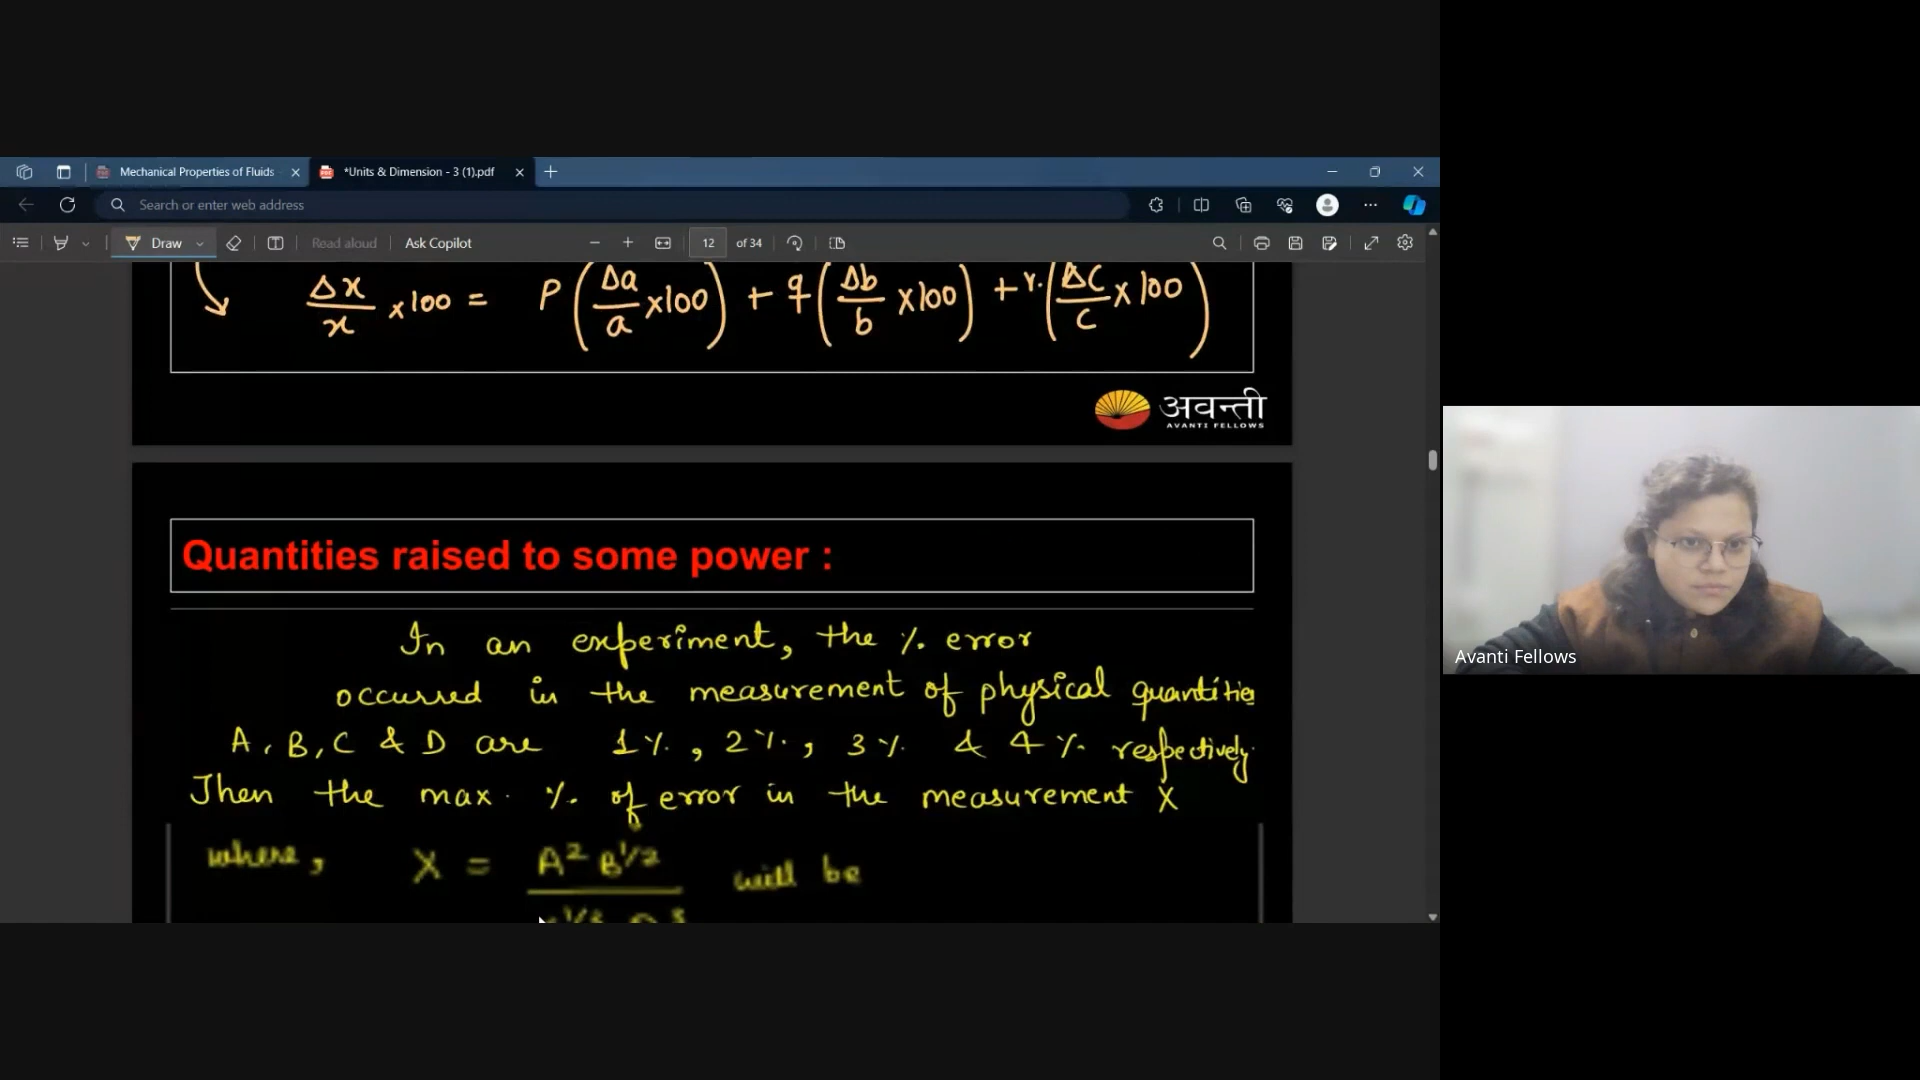 Mechanical Properties of Fluids
*Units & Dimension - 3 (1).pdf
Search or enter web address
Draw
Read aloud
Ask Copilot
12
of 34
Δx/x ×100 = P(Δa/a ×100) + q(Δb/b ×100) + r.(ΔC/C × 100)
अवन्ती
AVANTI FELLOWS
Quantities raised to some power :
In an experiment, the % error
occurred in the measurement of physical quantities
A, B, C & D are 1%, 2%, 3% & 4% respectively.
Then the max. % of error in the measurement X
where, X = A² B^1/2 will be
Avanti Fellows